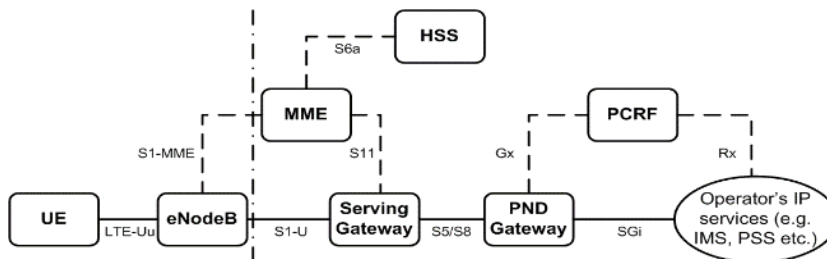 HSS
S6a
MME
PCRF
S1-MME
S11
Gx
Rx
UE
eNodeB
Serving
Gateway
PND
Gateway
Operator's IP
services (e.g.
IMS, PSS etc.)
LTE-Uu
S1-U
S5/S8
SGi